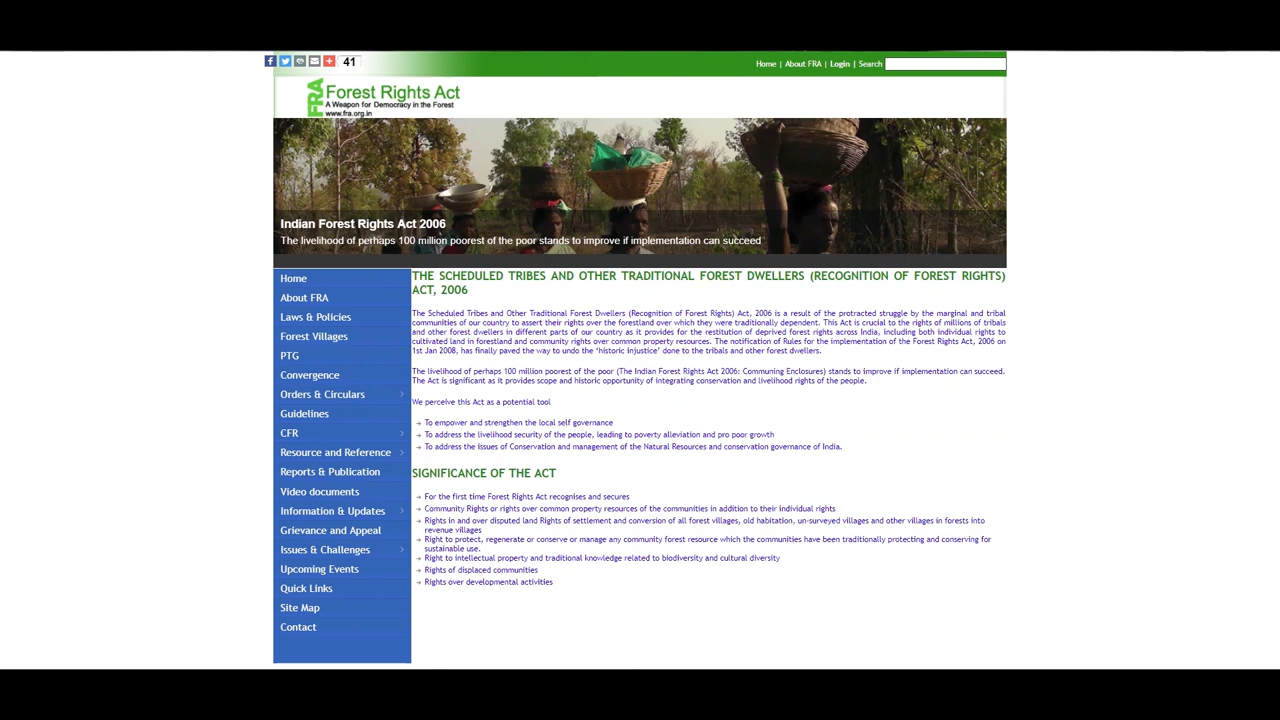 41
Home | About FRA | Login | Search
FRA
Forest Rights Act
A Weapon for Democracy in the Forest
www.fra.org.in
Indian Forest Rights Act 2006
The livelihood of perhaps 100 million poorest of the poor stands to improve if implementation can succeed
Home
About FRA
Laws & Policies
Forest Villages
PTG
Convergence
Orders & Circulars
Guidelines
CFR
Resource and Reference
Reports & Publication
Video documents
Information & Updates
Grievance and Appeal
Issues & Challenges
Upcoming Events
Quick Links
Site Map
Contact
THE SCHEDULED TRIBES AND OTHER TRADITIONAL FOREST DWELLERS (RECOGNITION OF FOREST RIGHTS)
ACT, 2006
The Scheduled Tribes and Other Traditional Forest Dwellers (Recognition of Forest Rights) Act, 2006 is a result of the protracted struggle by the marginal and tribal
communities of our country to assert their rights over the forestland over which they were traditionally dependent. This Act is crucial to the rights of millions of tribals
and other forest dwellers in different parts of our country as it provides for the restitution of deprived forest rights across India, including both individual rights to
cultivated land in forestland and community rights over common property resources. The notification of Rules for the implementation of the Forest Rights Act, 2006 on
1st Jan 2008, has finally paved the way to undo the ‘historic injustice’ done to the tribals and other forest dwellers.
The livelihood of perhaps 100 million poorest of the poor (The Indian Forest Rights Act 2006: Communing Enclosures) stands to improve if implementation can succeed.
The Act is significant as it provides scope and historic opportunity of integrating conservation and livelihood rights of the people.
We perceive this Act as a potential tool
To empower and strengthen the local self governance
To address the livelihood security of the people, leading to poverty alleviation and pro poor growth
To address the issues of Conservation and management of the Natural Resources and conservation governance of India.
SIGNIFICANCE OF THE ACT
For the first time Forest Rights Act recognises and secures
Community Rights or rights over common property resources of the communities in addition to their individual rights
Rights in and over disputed land Rights of settlement and conversion of all forest villages, old habitation, un-surveyed villages and other villages in forests into
revenue villages
Right to protect, regenerate or conserve or manage any community forest resource which the communities have been traditionally protecting and conserving for
sustainable use.
Right to intellectual property and traditional knowledge related to biodiversity and cultural diversity
Rights of displaced communities
Rights over developmental activities